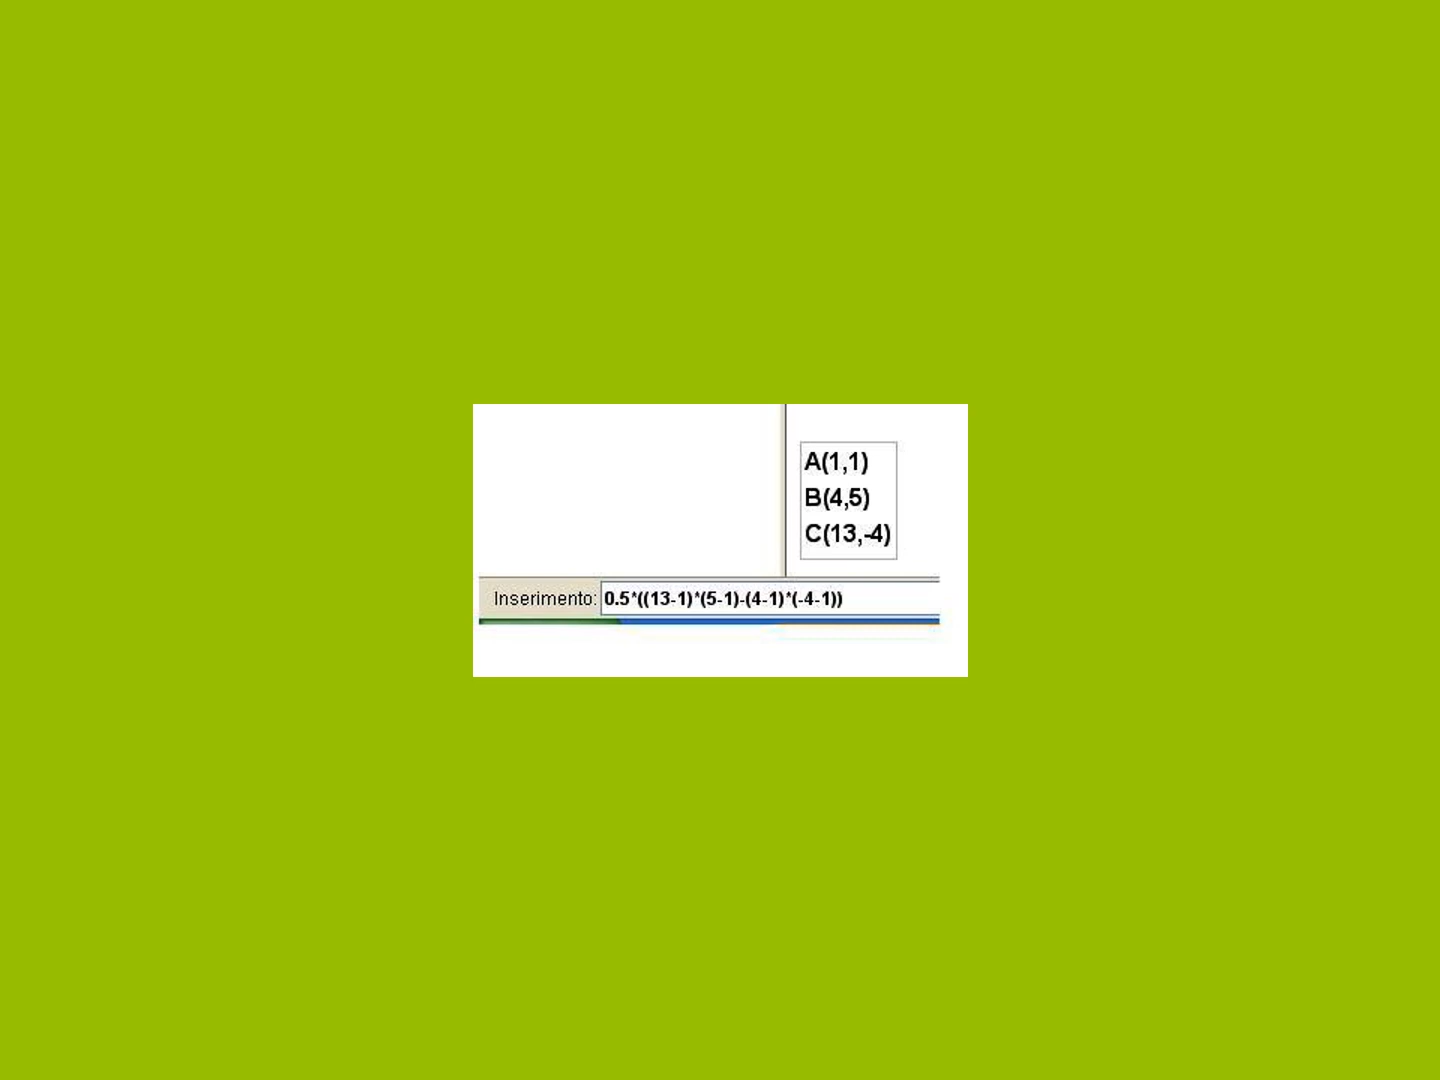 A(1,1)
B(4,5)
C(13,-4)
Inserimento: 0.5*((13-1)*(5-1)-(4-1)*(-4-1))